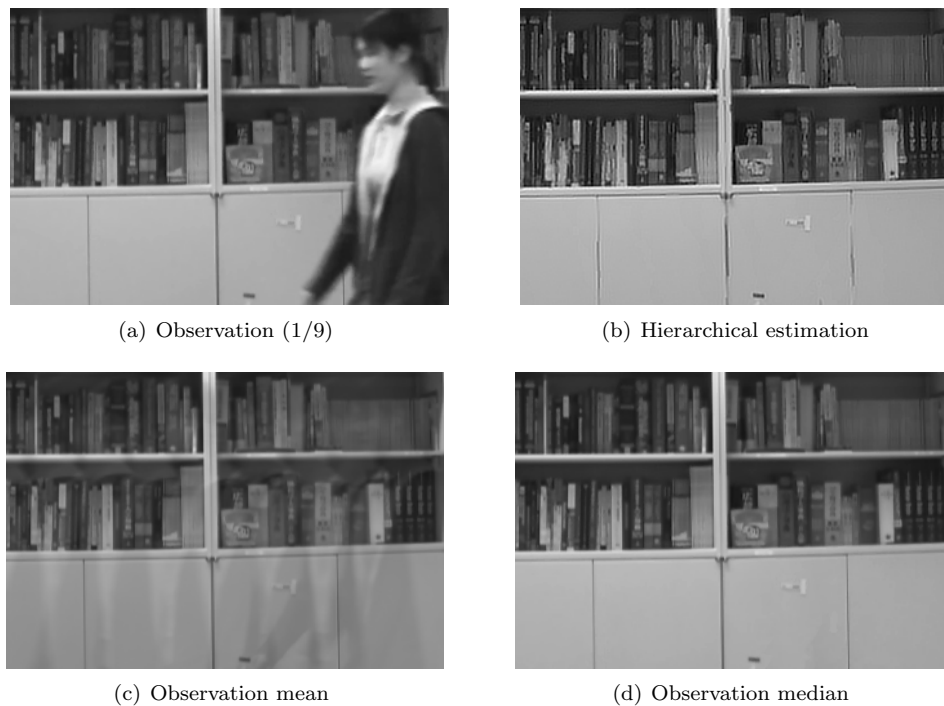 (a) Observation (1/9)
(b) Hierarchical estimation
(c) Observation mean
(d) Observation median